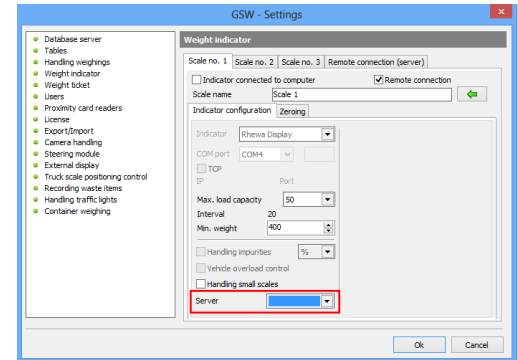 GSW - Settings
x
Database server
Tables
Handling weighings
Weight indicator
Weight ticket
Users
Proximity card readers
License
Export/Import
Camera handling
Steering module
External display
Truck scale positioning control
Recording waste items
Handling traffic lights
Container weighing
Weight indicator
Scale no. 1 Scale no. 2 Scale no. 3 Remote connection (server)
Indicator connected to computer Remote connection
Scale name Scale 1
Indicator configuration Zeroing
Indicator Rhewa Display
COM port COM4
TCP
IP Port
Max. load capacity 50
Interval 20
Min. weight 400
Handling impurities %
Vehicle overload control
Handling small scales
Server
Ok Cancel